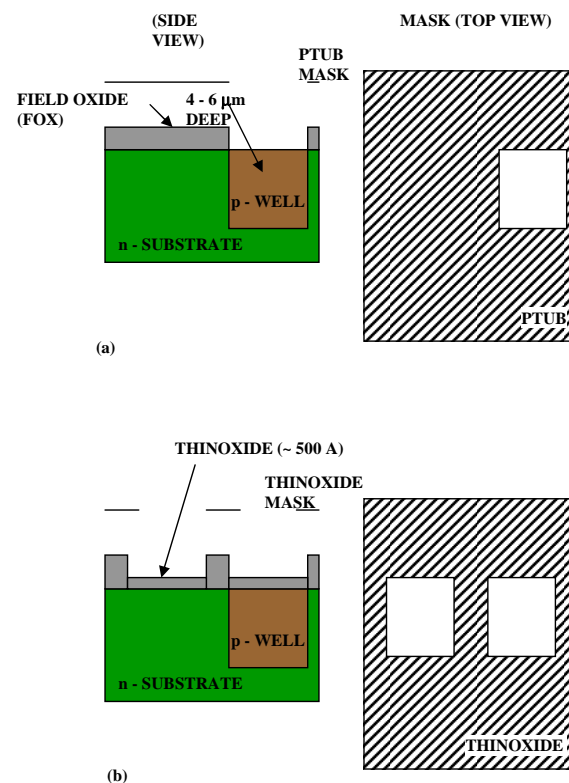 (SIDE
VIEW)
MASK (TOP VIEW)
PTUB
MASK
FIELD OXIDE
(FOX)
4 - 6 μm
DEEP
p - WELL
n - SUBSTRATE
PTUB
(a)
THINOXIDE (~ 500 A)
THINOXIDE
MASK
p - WELL
n - SUBSTRATE
THINOXIDE
(b)